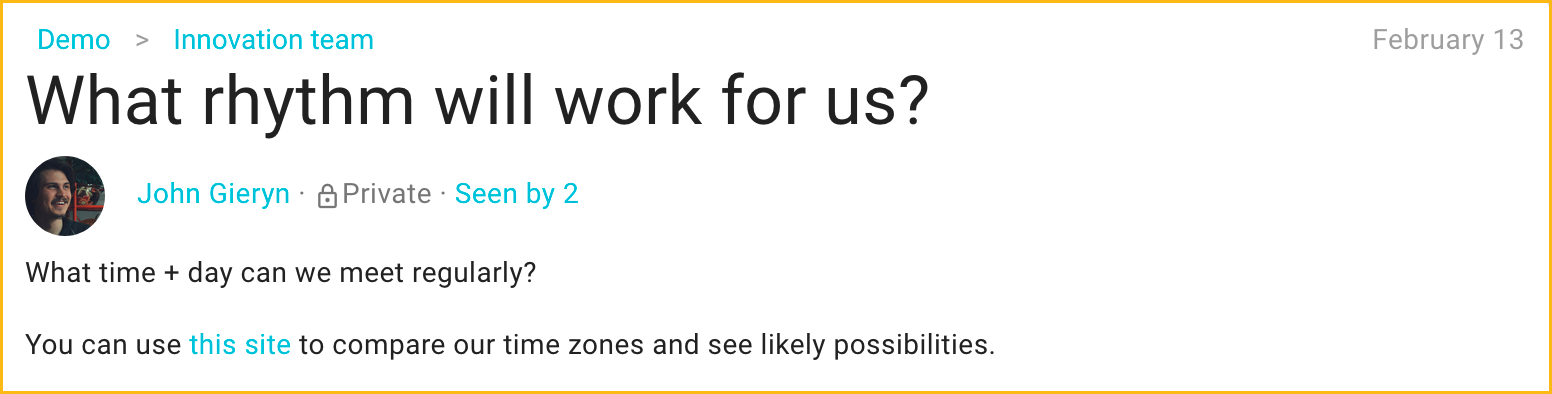 Demo > Innovation team February 13
What rhythm will work for us?
John Gieryn · Private · Seen by 2
What time + day can we meet regularly?
You can use this site to compare our time zones and see likely possibilities.